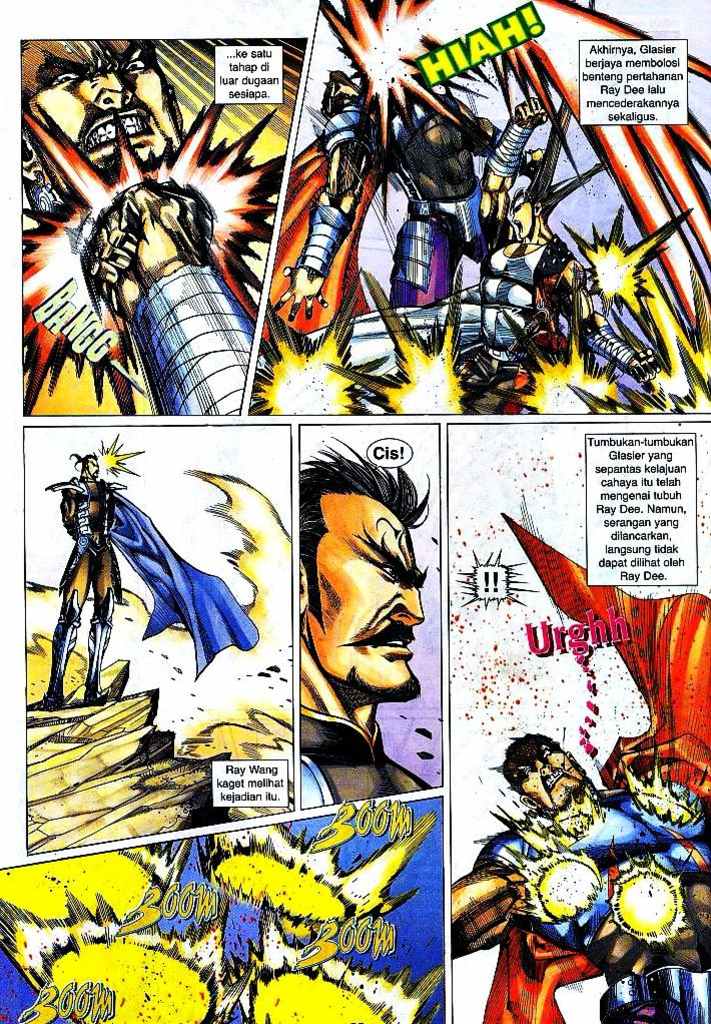 ...ke satu
tahap di
luar dugaan
sesiapa.
BANGG
HIAH!
Akhirnya, Glasier
berjaya membolosi
benteng pertahanan
Ray Dee lalu
mencederakannya
sekaligus.
Ray Wang
kaget melihat
kejadian itu.
Cis!
Tumbukan-tumbukan
Glasier yang
sepantas kelajuan
cahaya itu telah
mengenai tubuh
Ray Dee. Namun,
serangan yang
dilancarkan,
langsung tidak
dapat dilihat oleh
Ray Dee.
!!
Urghh
BOOM
BOOM
BOOM
BOOM